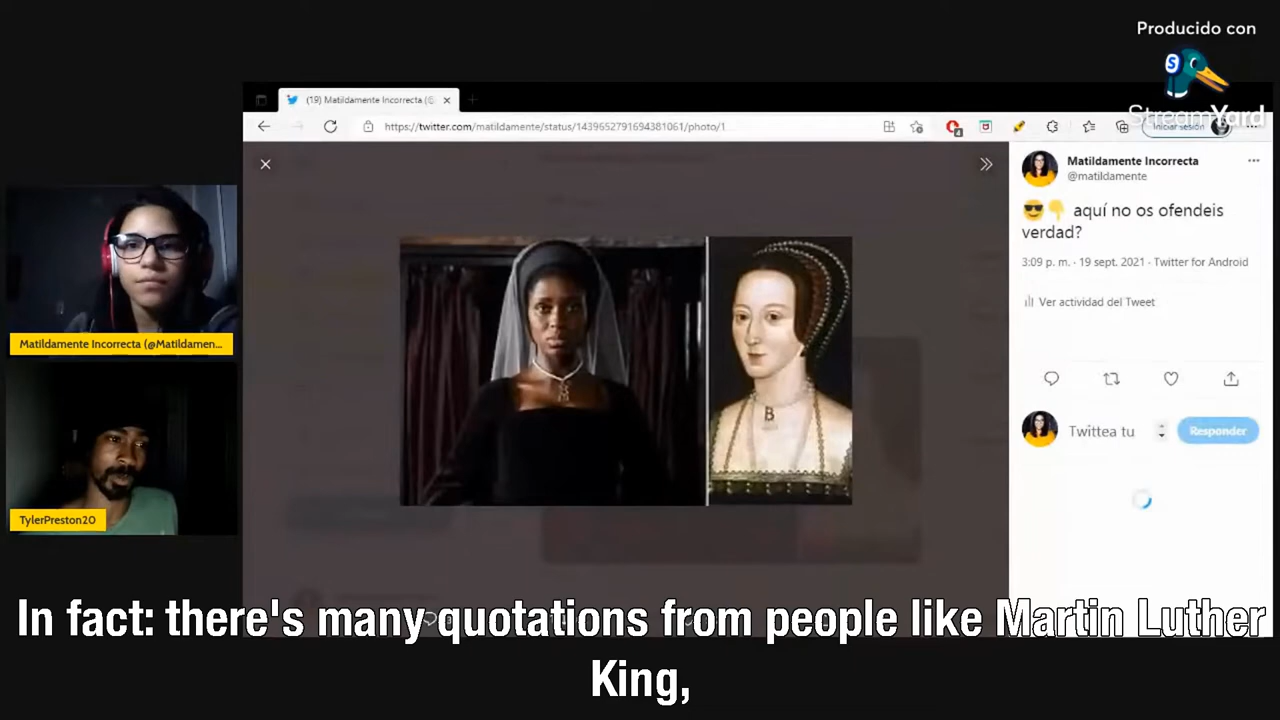 Producido con
StreamYard
(19) Matildamente Incorrecta (@
https://twitter.com/matildamente/status/1439652791694381061/photo/1
Iniciar sesión
Matildamente Incorrecta
@matildamente
😎👇 aquí no os ofendeis
verdad?
3:09 p. m. · 19 sept. 2021 · Twitter for Android
Ver actividad del Tweet
Twittea tu
Responder
B
Matildamente Incorrecta (@Matildamen...
TylerPreston20
In fact: there's many quotations from people like Martin Luther
King,